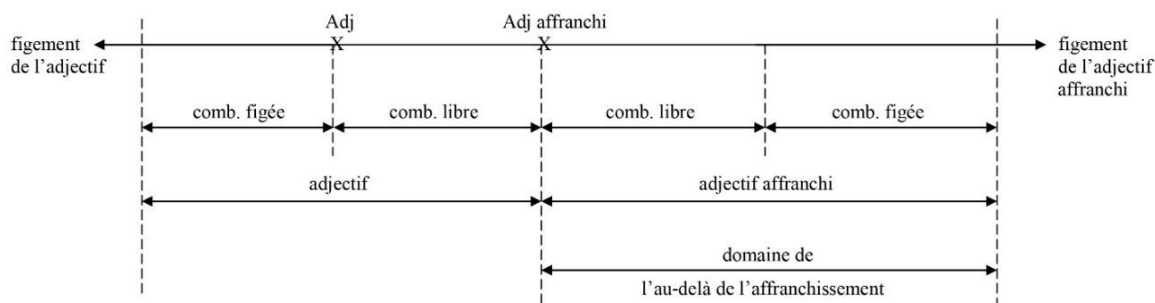 Adj
Adj affranchi
figement
de l'adjectif
X
X
figement
de l'adjectif
affranchi
comb. figée
comb. libre
comb. libre
comb. figée
adjectif
adjectif affranchi
domaine de
l'au-delà de l'affranchissement